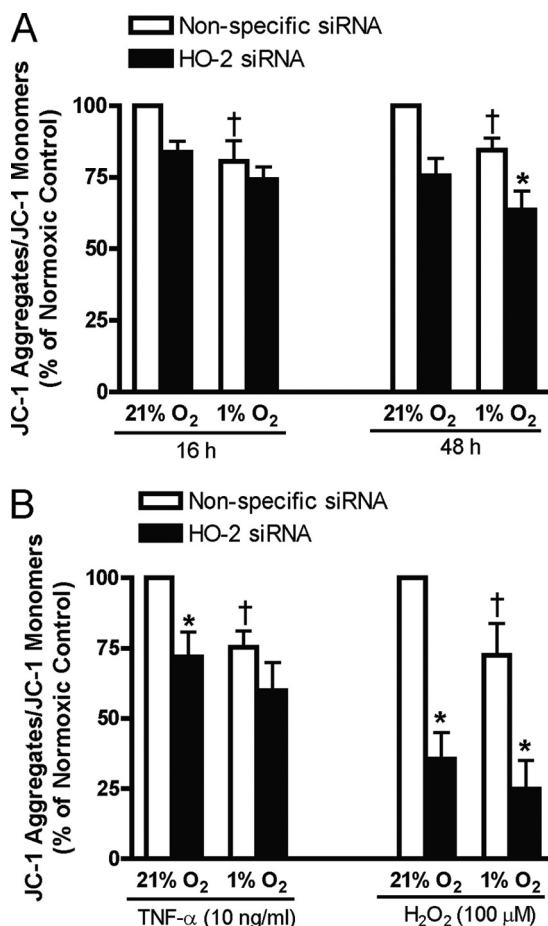 A
Non-specific siRNA
HO-2 siRNA
JC-1 Aggregates/JC-1 Monomers
(% of Normoxic Control)
100
75
50
25
0
†
†
*
21% O₂ 1% O₂ 21% O₂ 1% O₂
16 h 48 h
B
Non-specific siRNA
HO-2 siRNA
JC-1 Aggregates/JC-1 Monomers
(% of Normoxic Control)
100
75
50
25
0
* † * † *
21% O₂ 1% O₂ 21% O₂ 1% O₂
TNF-α (10 ng/ml) H₂O₂ (100 μM)